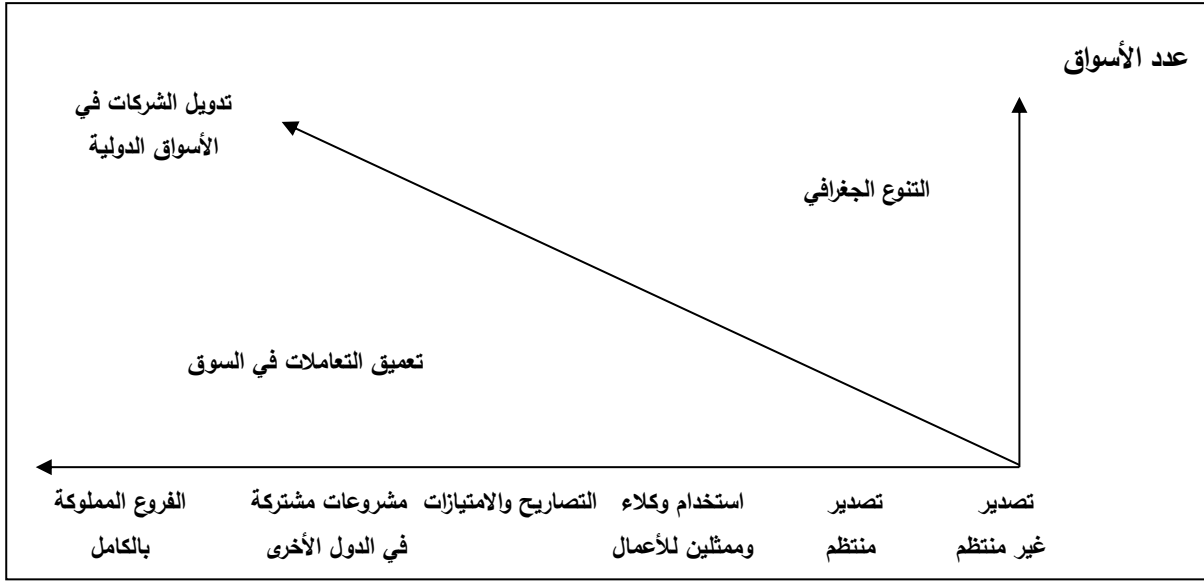 عدد الأسواق
تدويل الشركات في
الأسواق الدولية
التنوع الجغرافي
تعميق التعاملات في السوق
تصدير
غير منتظم
تصدير
منتظم
استخدام وكلاء
وممثلين للأعمال
التصاريح والامتيازات
مشروعات مشتركة
في الدول الأخرى
الفروع المملوكة
بالكامل